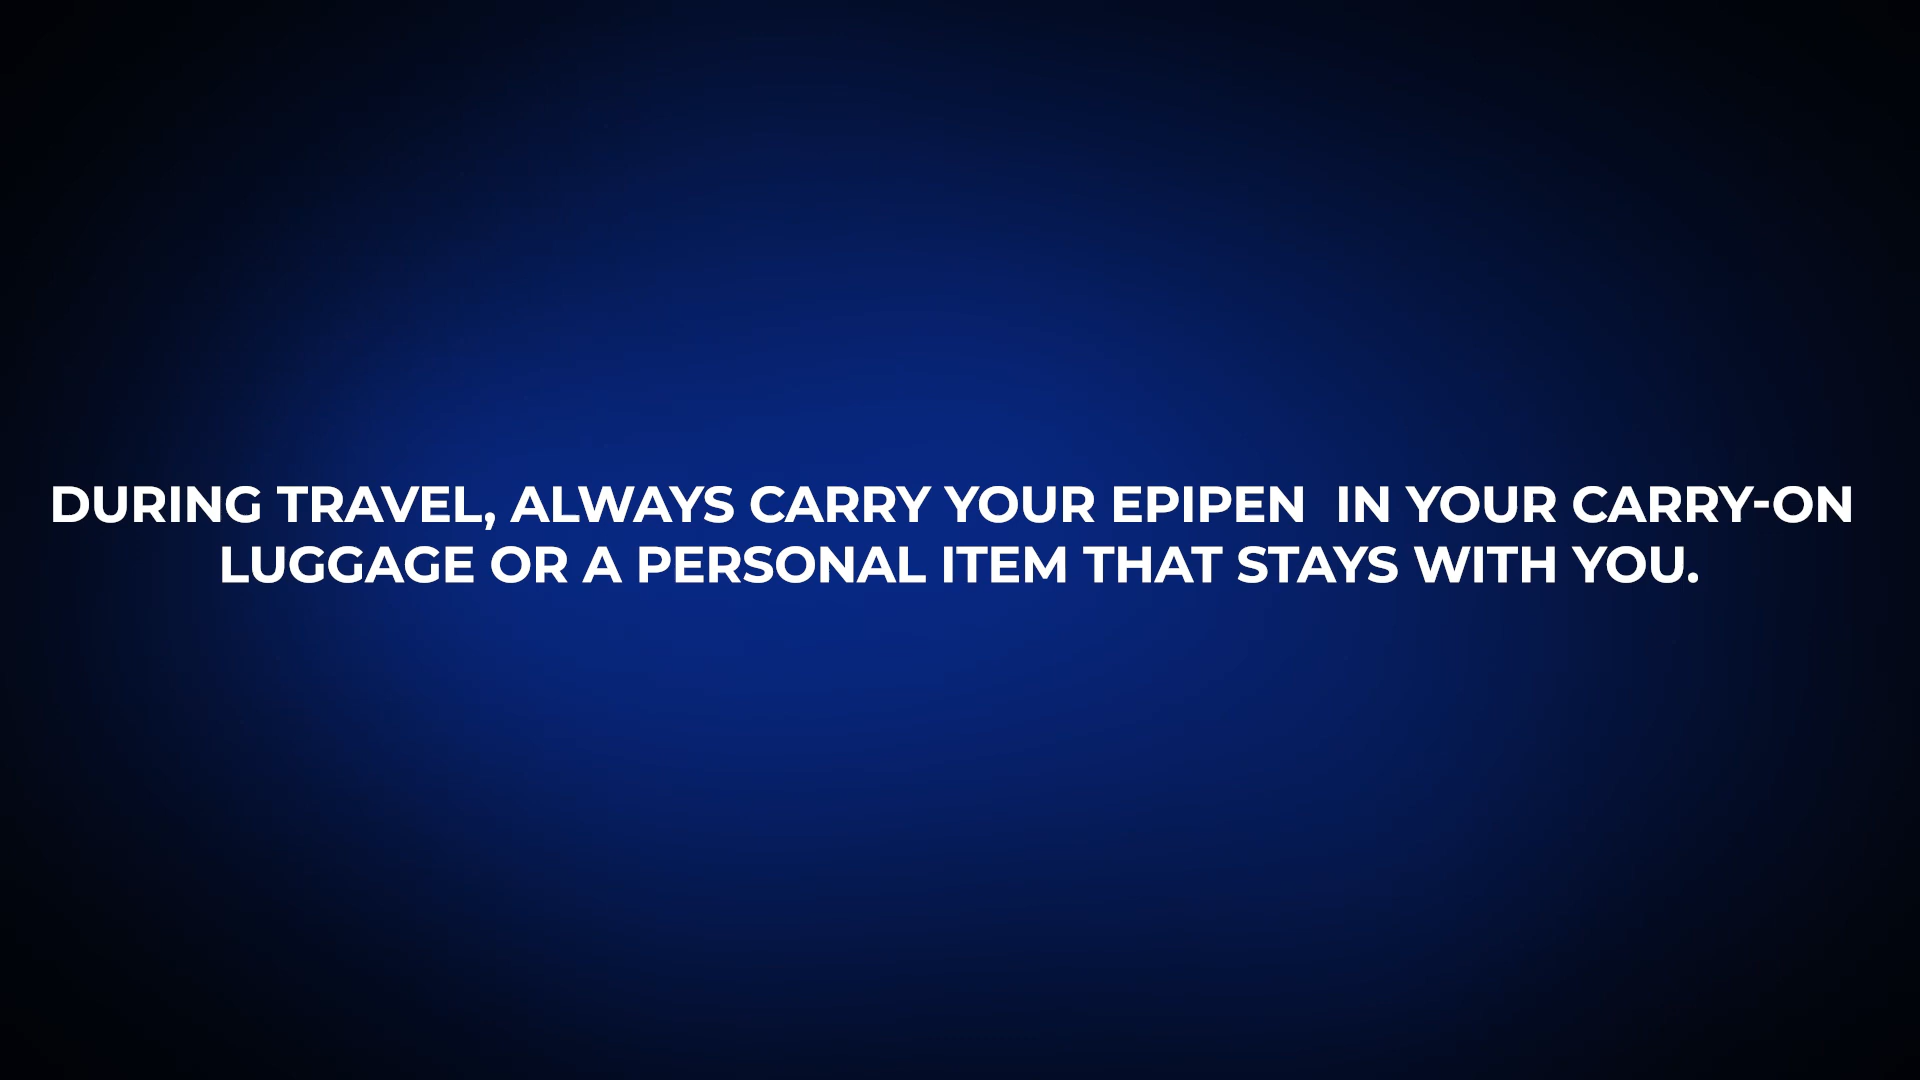 DURING TRAVEL, ALWAYS CARRY YOUR EPIPEN  IN YOUR CARRY-ON
LUGGAGE OR A PERSONAL ITEM THAT STAYS WITH YOU.